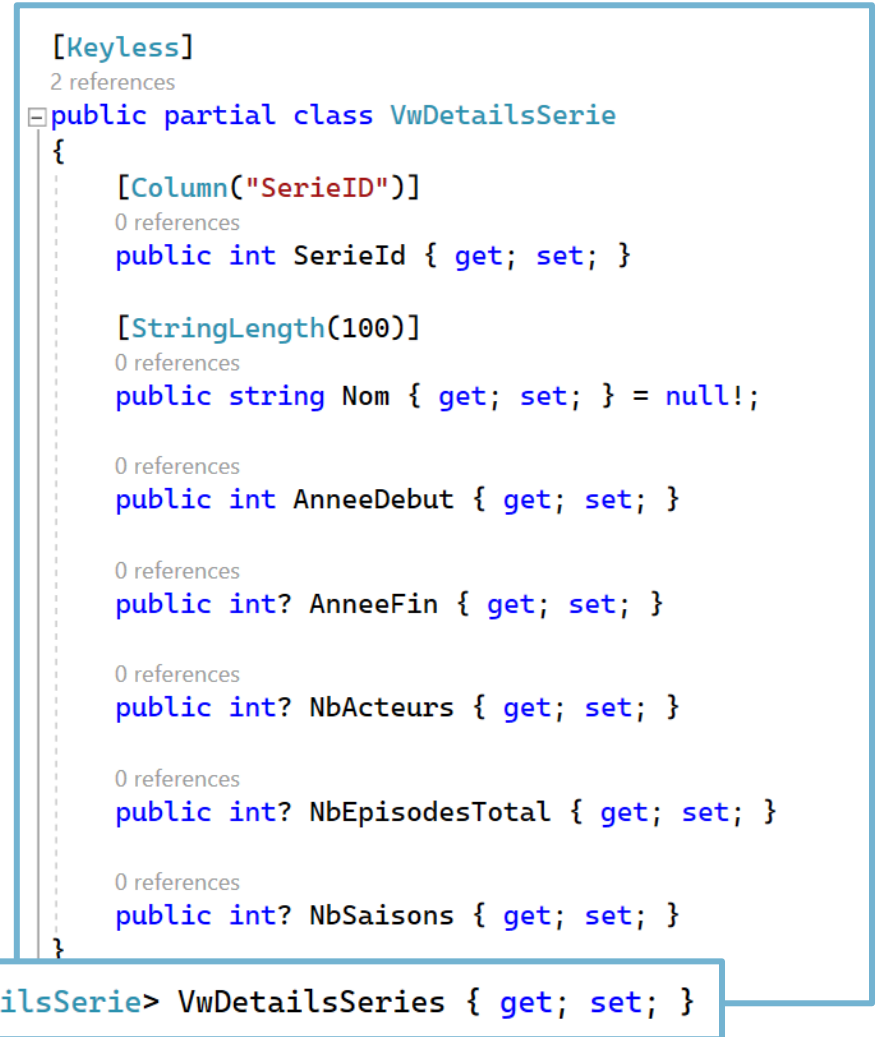 [Keyless]
2 references
public partial class VwDetailsSerie
{
[Column("SerieID")]
0 references
public int SerieId { get; set; }
[StringLength(100)]
0 references
public string Nom { get; set; } = null!;
0 references
public int AnneeDebut { get; set; }
0 references
public int? AnneeFin { get; set; }
0 references
public int? NbActeurs { get; set; }
0 references
public int? NbEpisodesTotal { get; set; }
0 references
public int? NbSaisons { get; set; }
}
ilsSerie> VwDetailsSeries { get; set; }